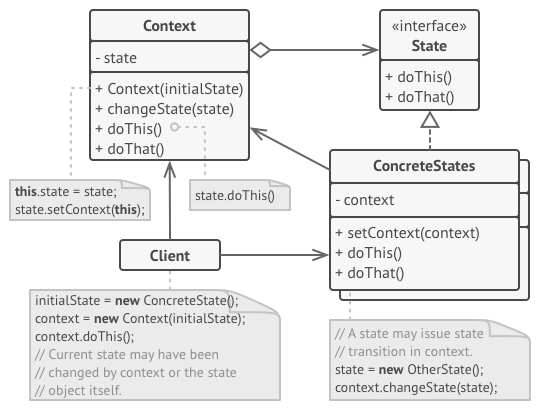 Context
- state
+ Context(initialState)
+ changeState(state)
+ doThis()
+ doThat()
«interface»
State
+ doThis()
+ doThat()
this.state = state;
state.setContext(this);
state.doThis()
ConcreteStates
- context
+ setContext(context)
+ doThis()
+ doThat()
Client
initialState = new ConcreteState();
context = new Context(initialState);
context.doThis();
// Current state may have been
// changed by context or the state
// object itself.
// A state may issue state
// transition in context.
state = new OtherState();
context.changeState(state);